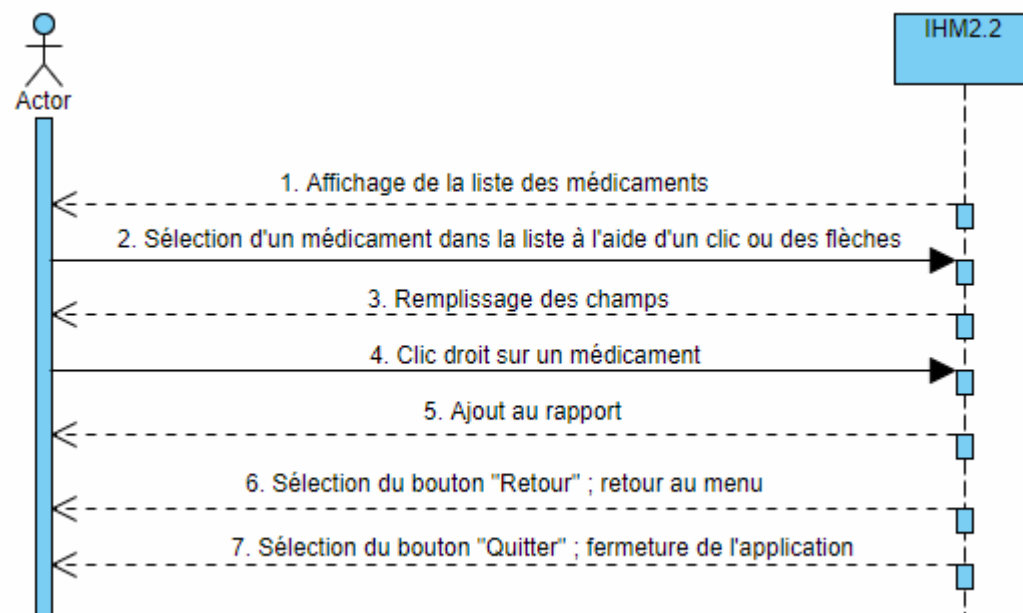 IHM2.2
Actor
1. Affichage de la liste des médicaments
2. Sélection d'un médicament dans la liste à l'aide d'un clic ou des flèches
3. Remplissage des champs
4. Clic droit sur un médicament
5. Ajout au rapport
6. Sélection du bouton "Retour" ; retour au menu
7. Sélection du bouton "Quitter" ; fermeture de l'application